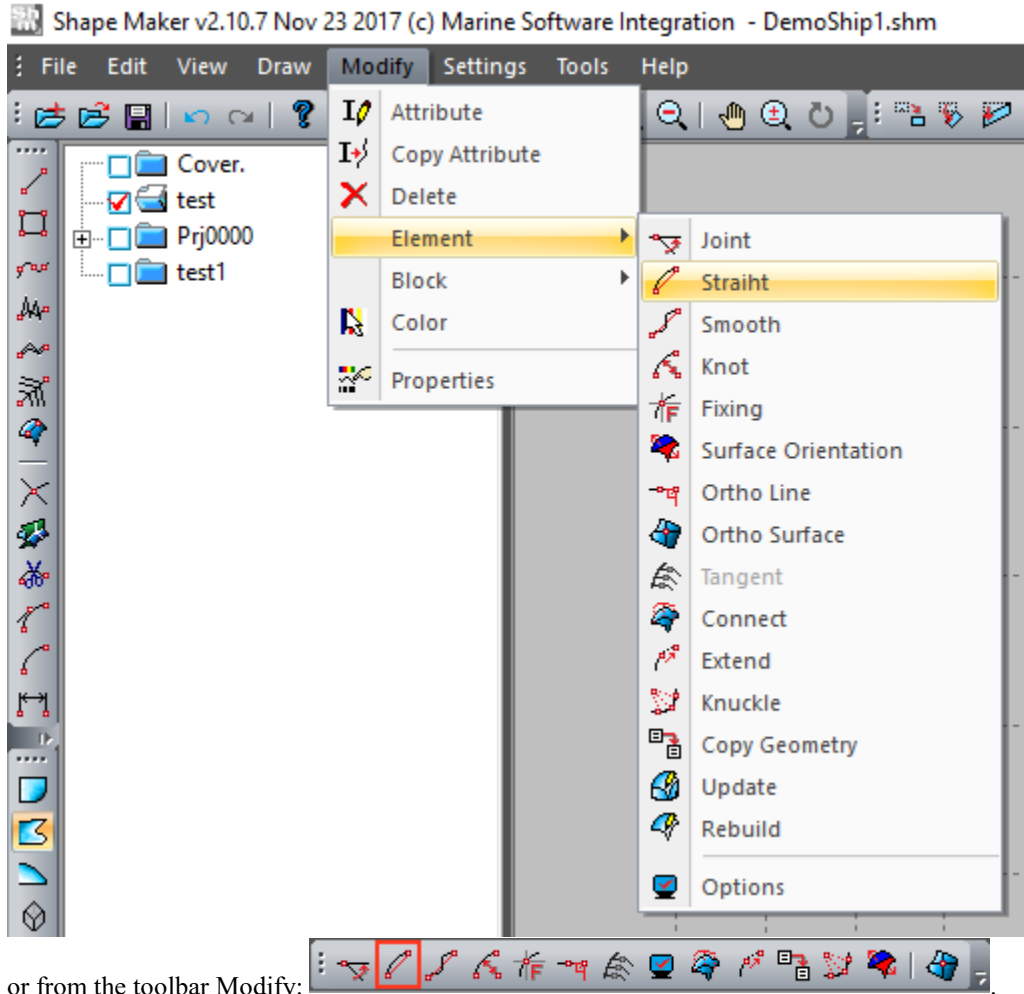 Shape Maker v2.10.7 Nov 23 2017 (c) Marine Software Integration - DemoShip1.shm
File Edit View Draw Modify Settings Tools Help
Attribute
Copy Attribute
Delete
Element
Block
Color
Properties
Cover.
test
Prj0000
test1
Joint
Straiht
Smooth
Knot
Fixing
Surface Orientation
Ortho Line
Ortho Surface
Tangent
Connect
Extend
Knuckle
Copy Geometry
Update
Rebuild
Options
or from the toolbar Modify: .